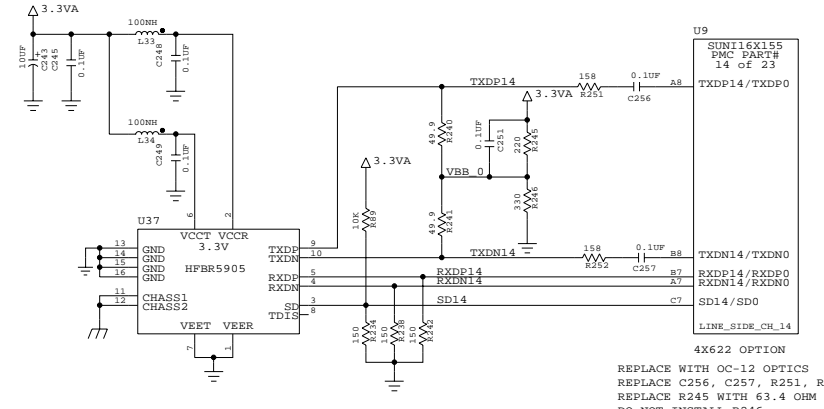 3.3VA
100NH
L33
10UF
C243
C245
0.1UF
C248
0.1UF
100NH
L34
C249
0.1UF
U9
SUNI16X155
PMC PART#
14 of 23
TXDP14
158
R251
0.1UF
C256
A8
TXDP14/TXDP0
3.3VA
49.9
R240
0.1UF
C251
220
R245
VBB_0
3.3VA
10K
R89
49.9
R241
330
R246
U37
6
2
VCCT VCCR
3.3V
HFBR5905
13
GND
14
GND
15
GND
16
GND
11
CHASS1
12
CHASS2
TXDP
9
TXDN
10
TXDN14
158
R252
0.1UF
C257
B8
TXDN14/TXDN0
RXDP
5
RXDP14
B7
RXDP14/RXDP0
RXDN
4
RXDN14
A7
RXDN14/RXDN0
SD
3
SD14
C7
SD14/SD0
TDIS
8
VEET VEER
7
1
150
R234
150
R238
150
R242
LINE_SIDE_CH_14
4X622 OPTION
REPLACE WITH OC-12 OPTICS
REPLACE C256, C257, R251, R
REPLACE R245 WITH 63.4 OHM
DO NOT INSTALL R246